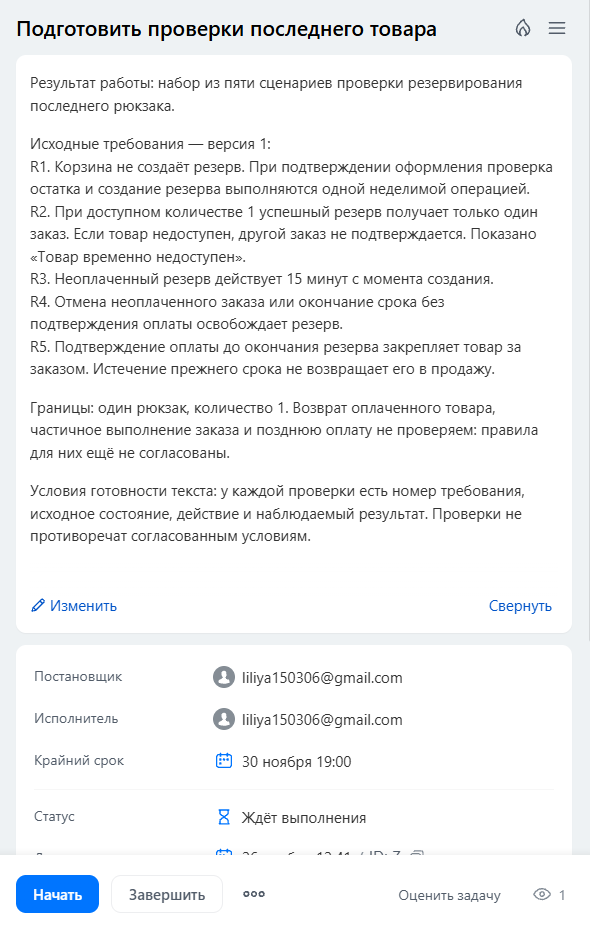 Подготовить проверки последнего товара
Результат работы: набор из пяти сценариев проверки резервирования
последнего рюкзака.
Исходные требования — версия 1:
R1. Корзина не создаёт резерв. При подтверждении оформления проверка
остатка и создание резерва выполняются одной неделимой операцией.
R2. При доступном количестве 1 успешный резерв получает только один
заказ. Если товар недоступен, другой заказ не подтверждается. Показано
«Товар временно недоступен».
R3. Неоплаченный резерв действует 15 минут с момента создания.
R4. Отмена неоплаченного заказа или окончание срока без
подтверждения оплаты освобождает резерв.
R5. Подтверждение оплаты до окончания резерва закрепляет товар за
заказом. Истечение прежнего срока не возвращает его в продажу.
Границы: один рюкзак, количество 1. Возврат оплаченного товара,
частичное выполнение заказа и позднюю оплату не проверяем: правила
для них ещё не согласованы.
Условия готовности текста: у каждой проверки есть номер требования,
исходное состояние, действие и наблюдаемый результат. Проверки не
противоречат согласованным условиям.
Изменить Свернуть
Постановщик liliya150306@gmail.com
Исполнитель liliya150306@gmail.com
Крайний срок 30 ноября 19:00
Статус Ждёт выполнения
Начать Завершить Оценить задачу 1